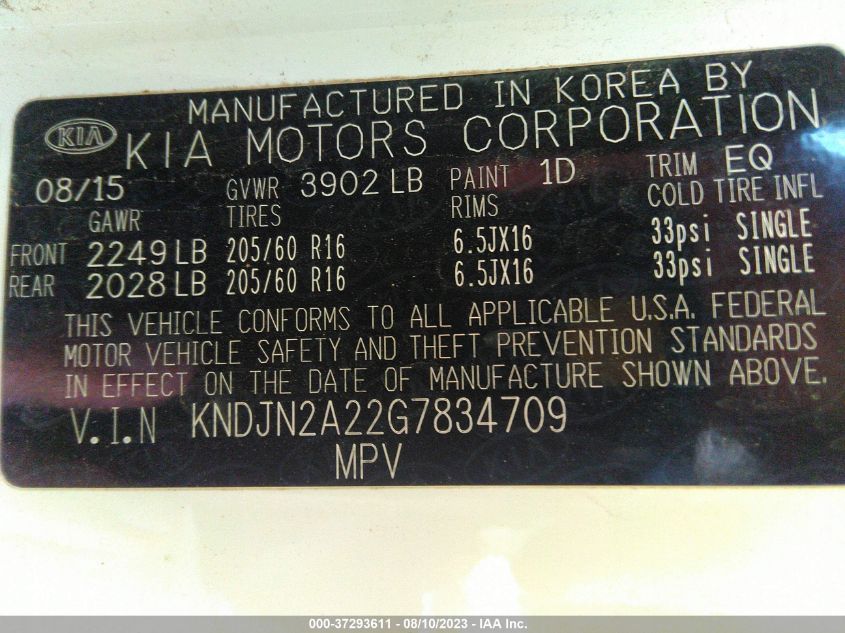 MANUFACTURED IN KOREA BY
KIA KIA MOTORS CORPORATION
08/15 GVWR 3902 LB PAINT 1D TRIM EQ
GAWR TIRES RIMS COLD TIRE INFL
FRONT 2249 LB 205/60 R16 6.5JX16 33psi SINGLE
REAR 2028 LB 205/60 R16 6.5JX16 33psi SINGLE
THIS VEHICLE CONFORMS TO ALL APPLICABLE U.S.A. FEDERAL
MOTOR VEHICLE SAFETY AND THEFT PREVENTION STANDARDS
IN EFFECT ON THE DATE OF MANUFACTURE SHOWN ABOVE.
V.I.N KNDJN2A22G7834709
MPV
000-37293611 - 08/10/2023 - IAA Inc.